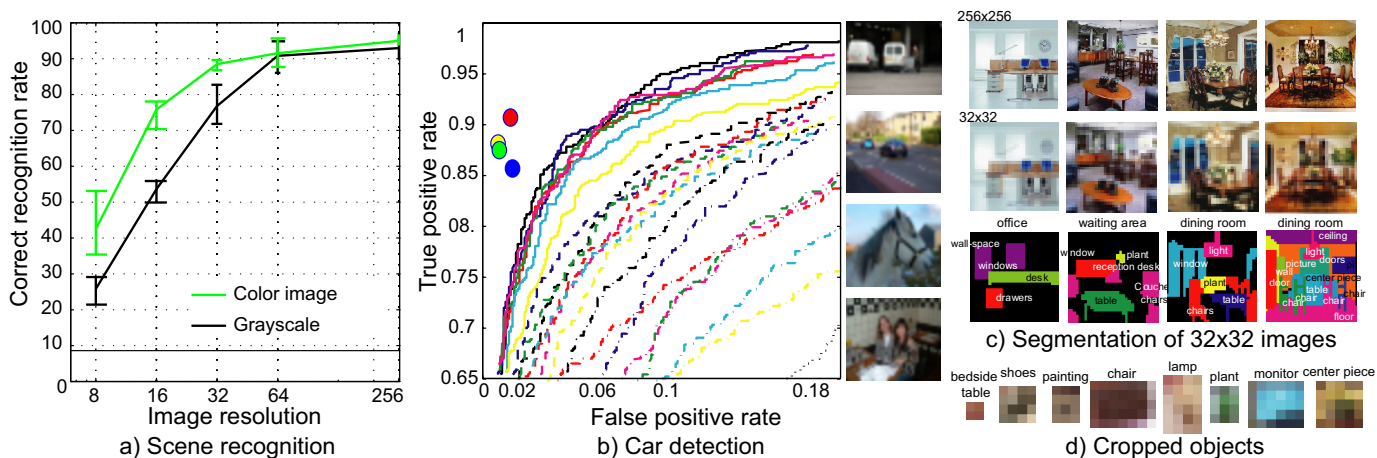 Correct recognition rate
100
90
80
70
60
50
40
30
20
10
0
8
16
32
64
256
Color image
Grayscale
Image resolution
a) Scene recognition
True positive rate
1
0.95
0.9
0.85
0.8
0.75
0.7
0.65
0
0.02
0.06
0.1
0.18
False positive rate
b) Car detection
256x256
32x32
office
waiting area
dining room
dining room
wall-space
windows
desk
drawers
window
plant
reception desk
Couches
table
chairs
light
window
plant
table
chairs
ceiling
light
picture
doors
wall
door
center piece
table
chair
chair
chair
floor
c) Segmentation of 32x32 images
bedside table
shoes
painting
chair
lamp
plant
monitor
center piece
d) Cropped objects